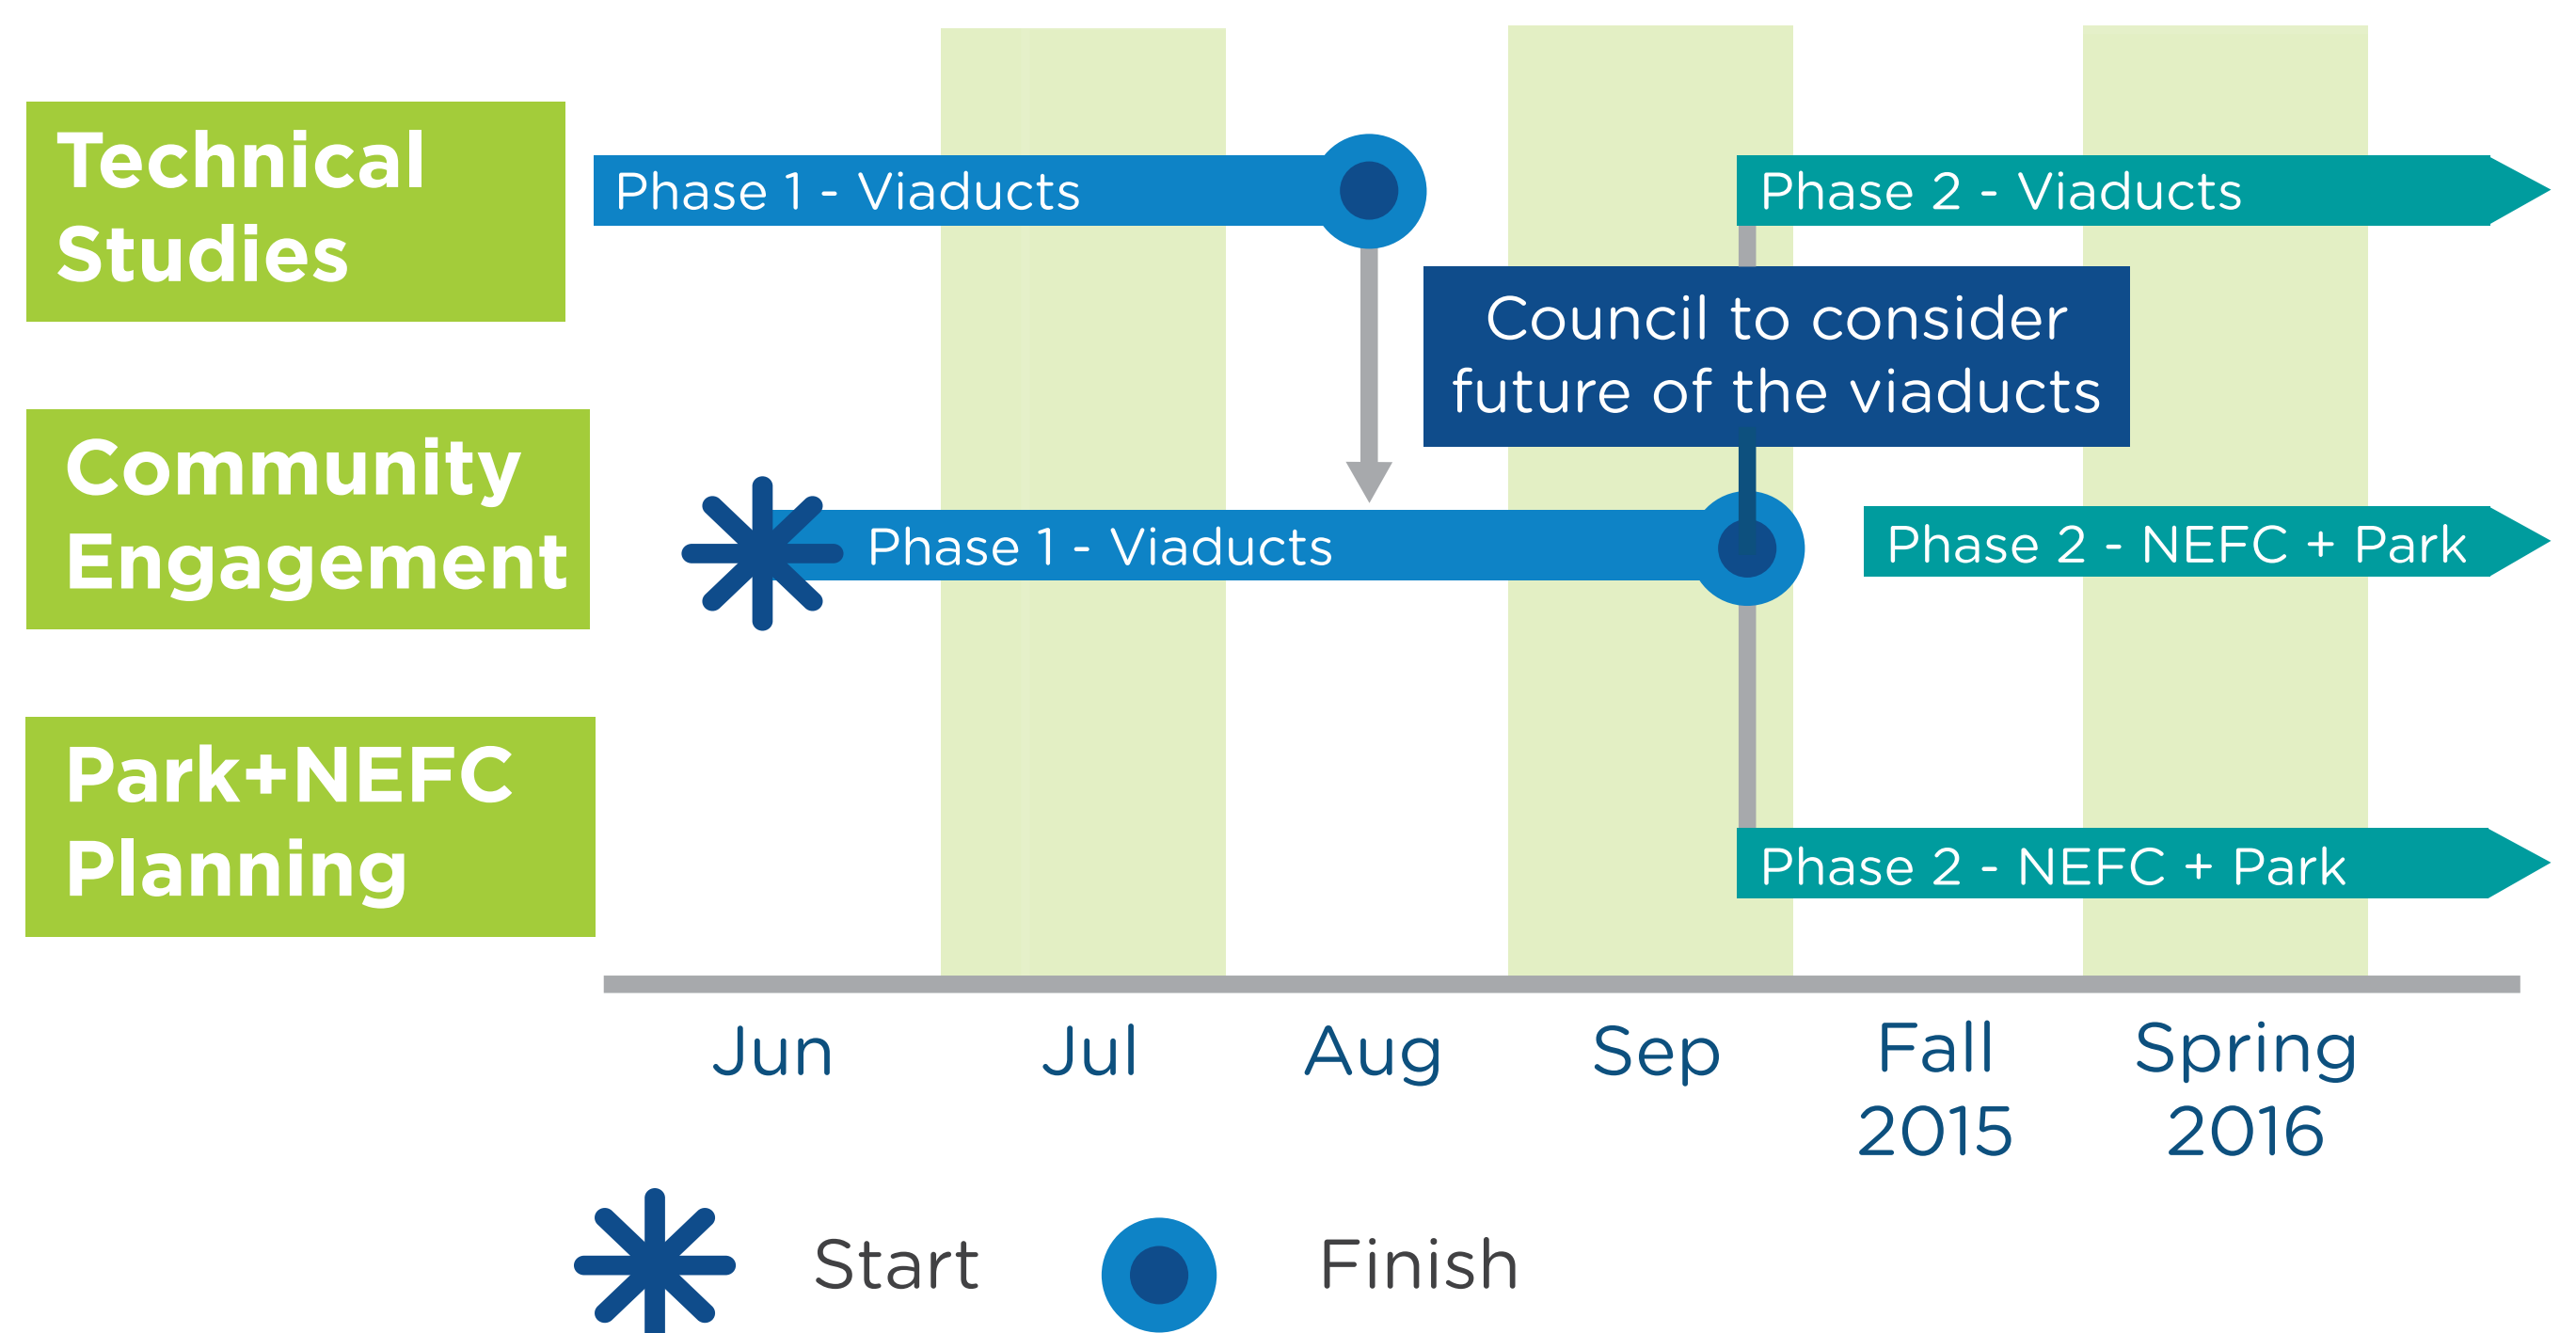 Technical
Studies
Phase 1 - Viaducts
Phase 2 - Viaducts
Council to consider
future of the viaducts
Community
Engagement
Phase 1 - Viaducts
Phase 2 - NEFC + Park
Park+NEFC
Planning
Phase 2 - NEFC + Park
Jun
Jul
Aug
Sep
Fall
2015
Spring
2016
Start
Finish